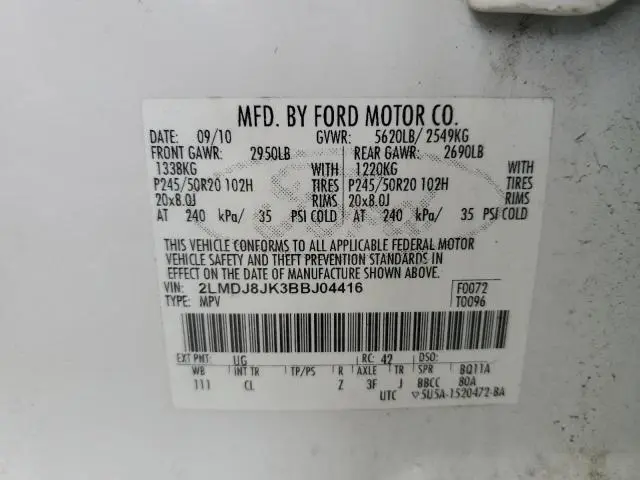 MFD. BY FORD MOTOR CO.
DATE: 09/10 GVWR: 5620LB/ 2549KG
FRONT GAWR: 2950LB REAR GAWR: 2690LB
1338KG WITH 1220KG WITH
P245/50R20 102H TIRES P245/50R20 102H TIRES
20x8.0J RIMS 20x8.0J RIMS
AT 240 kPa/ 35 PSI COLD AT 240 kPa/ 35 PSI COLD
THIS VEHICLE CONFORMS TO ALL APPLICABLE FEDERAL MOTOR
VEHICLE SAFETY AND THEFT PREVENTION STANDARDS IN
EFFECT ON THE DATE OF MANUFACTURE SHOWN ABOVE.
VIN: 2LMDJ8JK3BBJ04416 F0072
TYPE: MPV T0096
EXT PNT: UG RC: 42 DSO:
WB INT TR TP/PS R AXLE TR SPR BQ11A
111 CL Z 3F J BBCC 80A
UTC ▽5U5A-1520472-BA